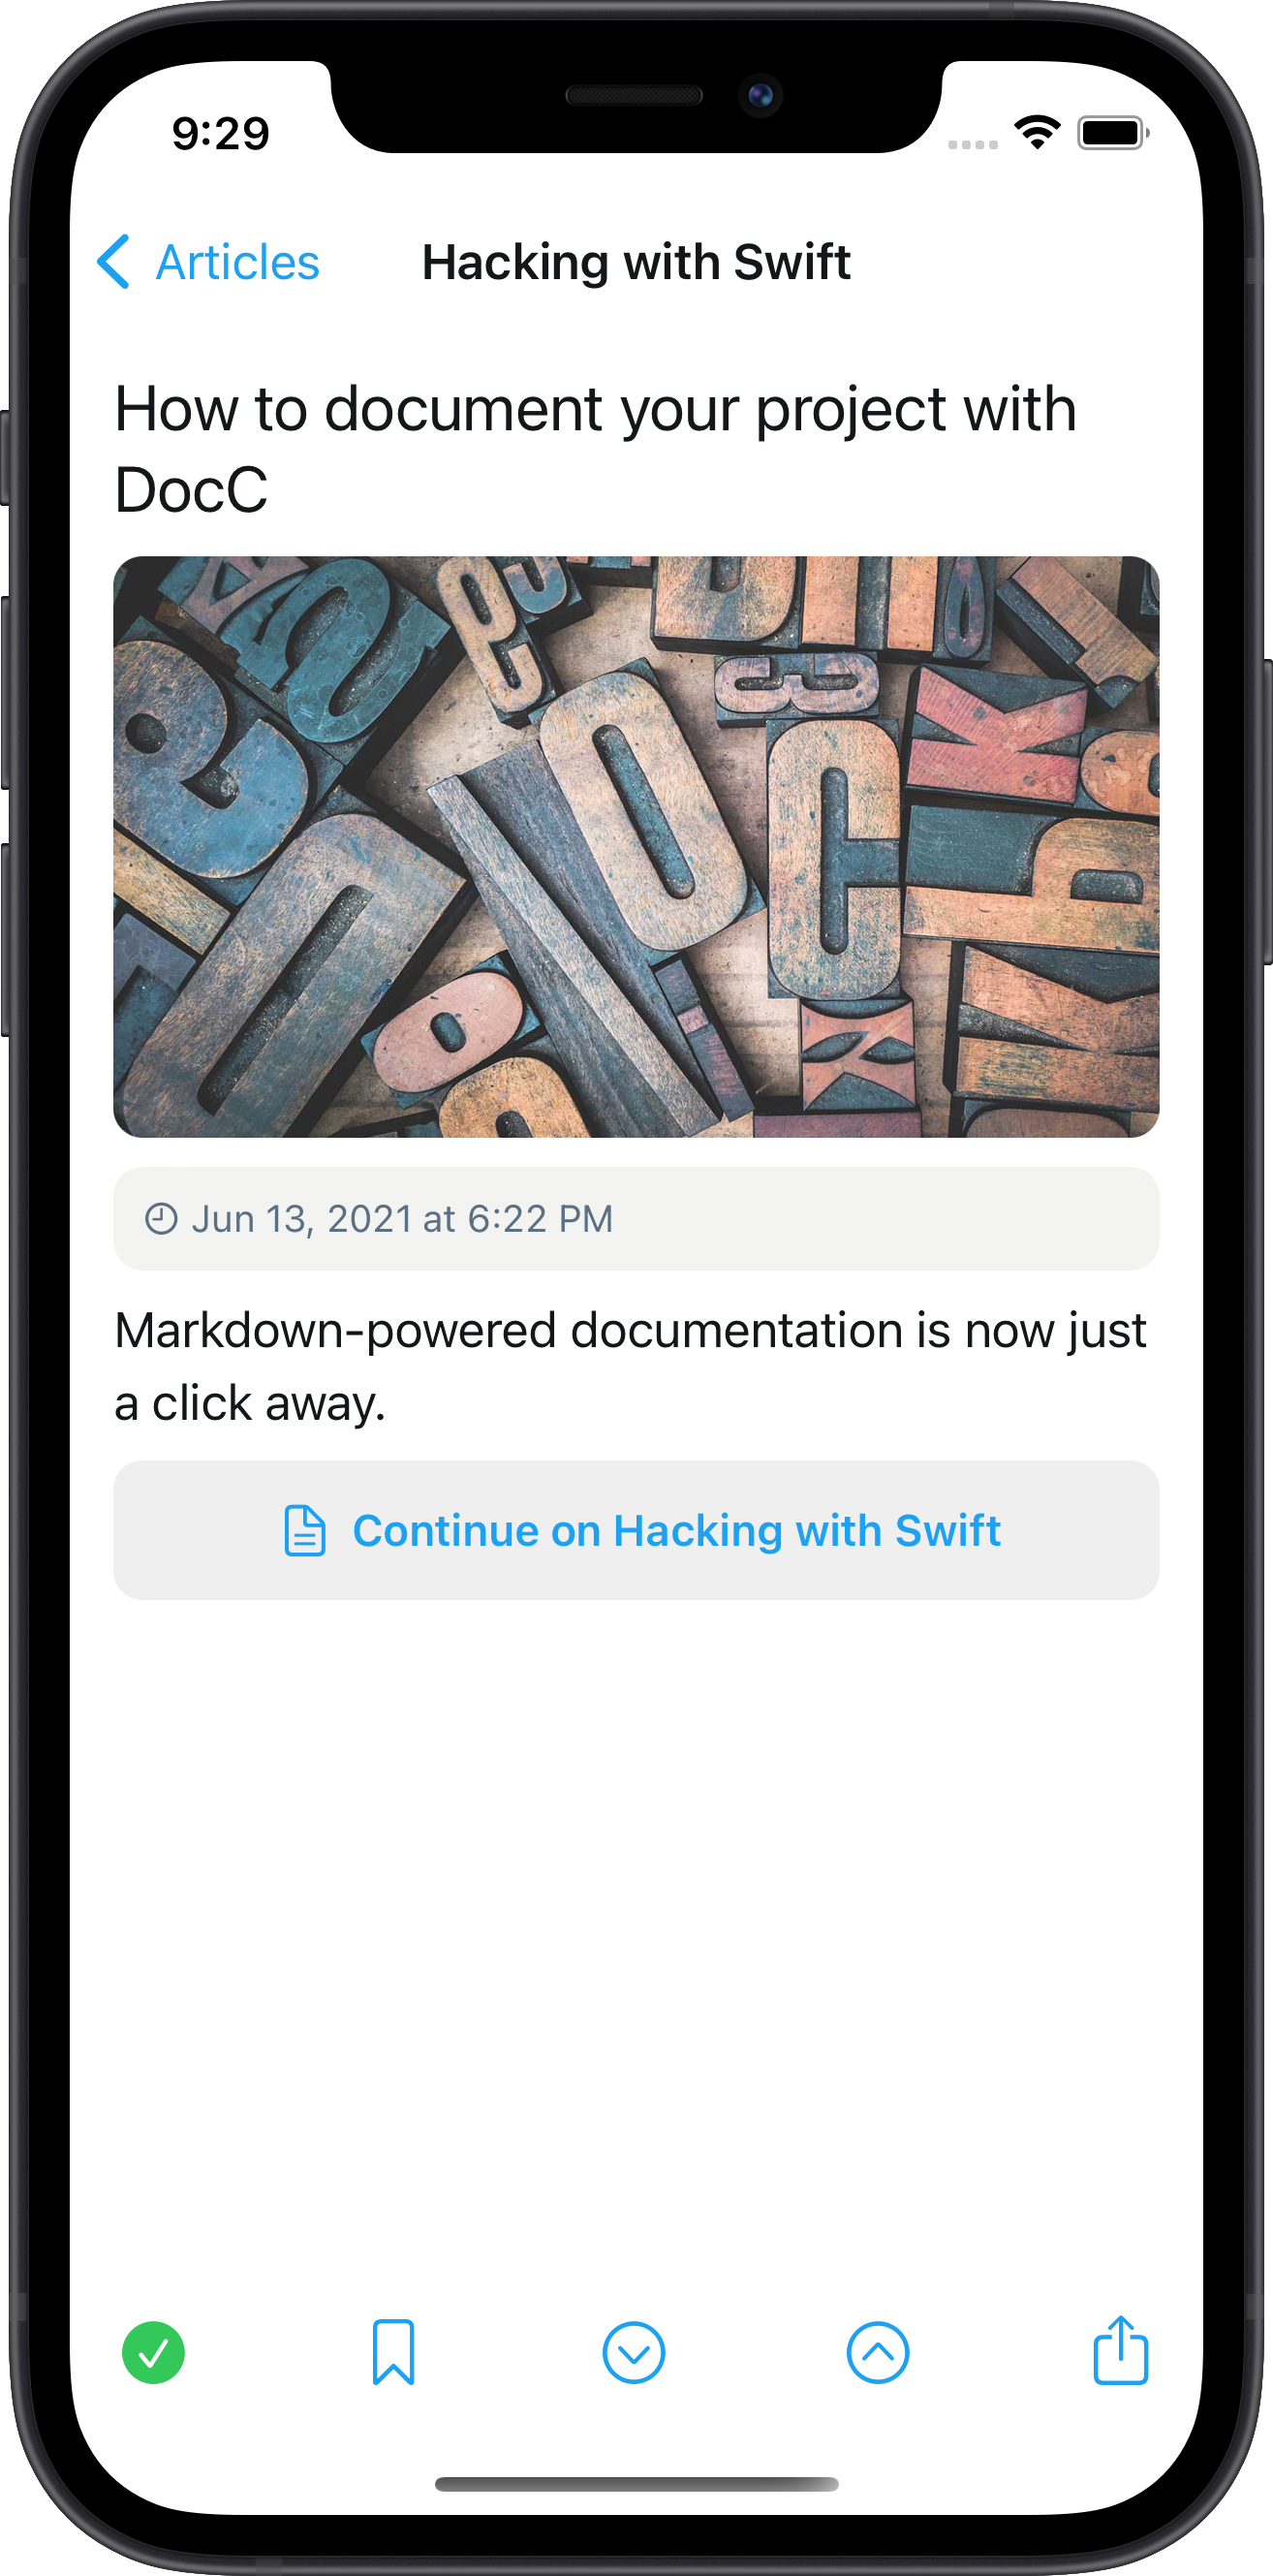 9:29
Articles
Hacking with Swift
How to document your project with
DocC
Jun 13, 2021 at 6:22 PM
Markdown-powered documentation is now just
a click away.
Continue on Hacking with Swift